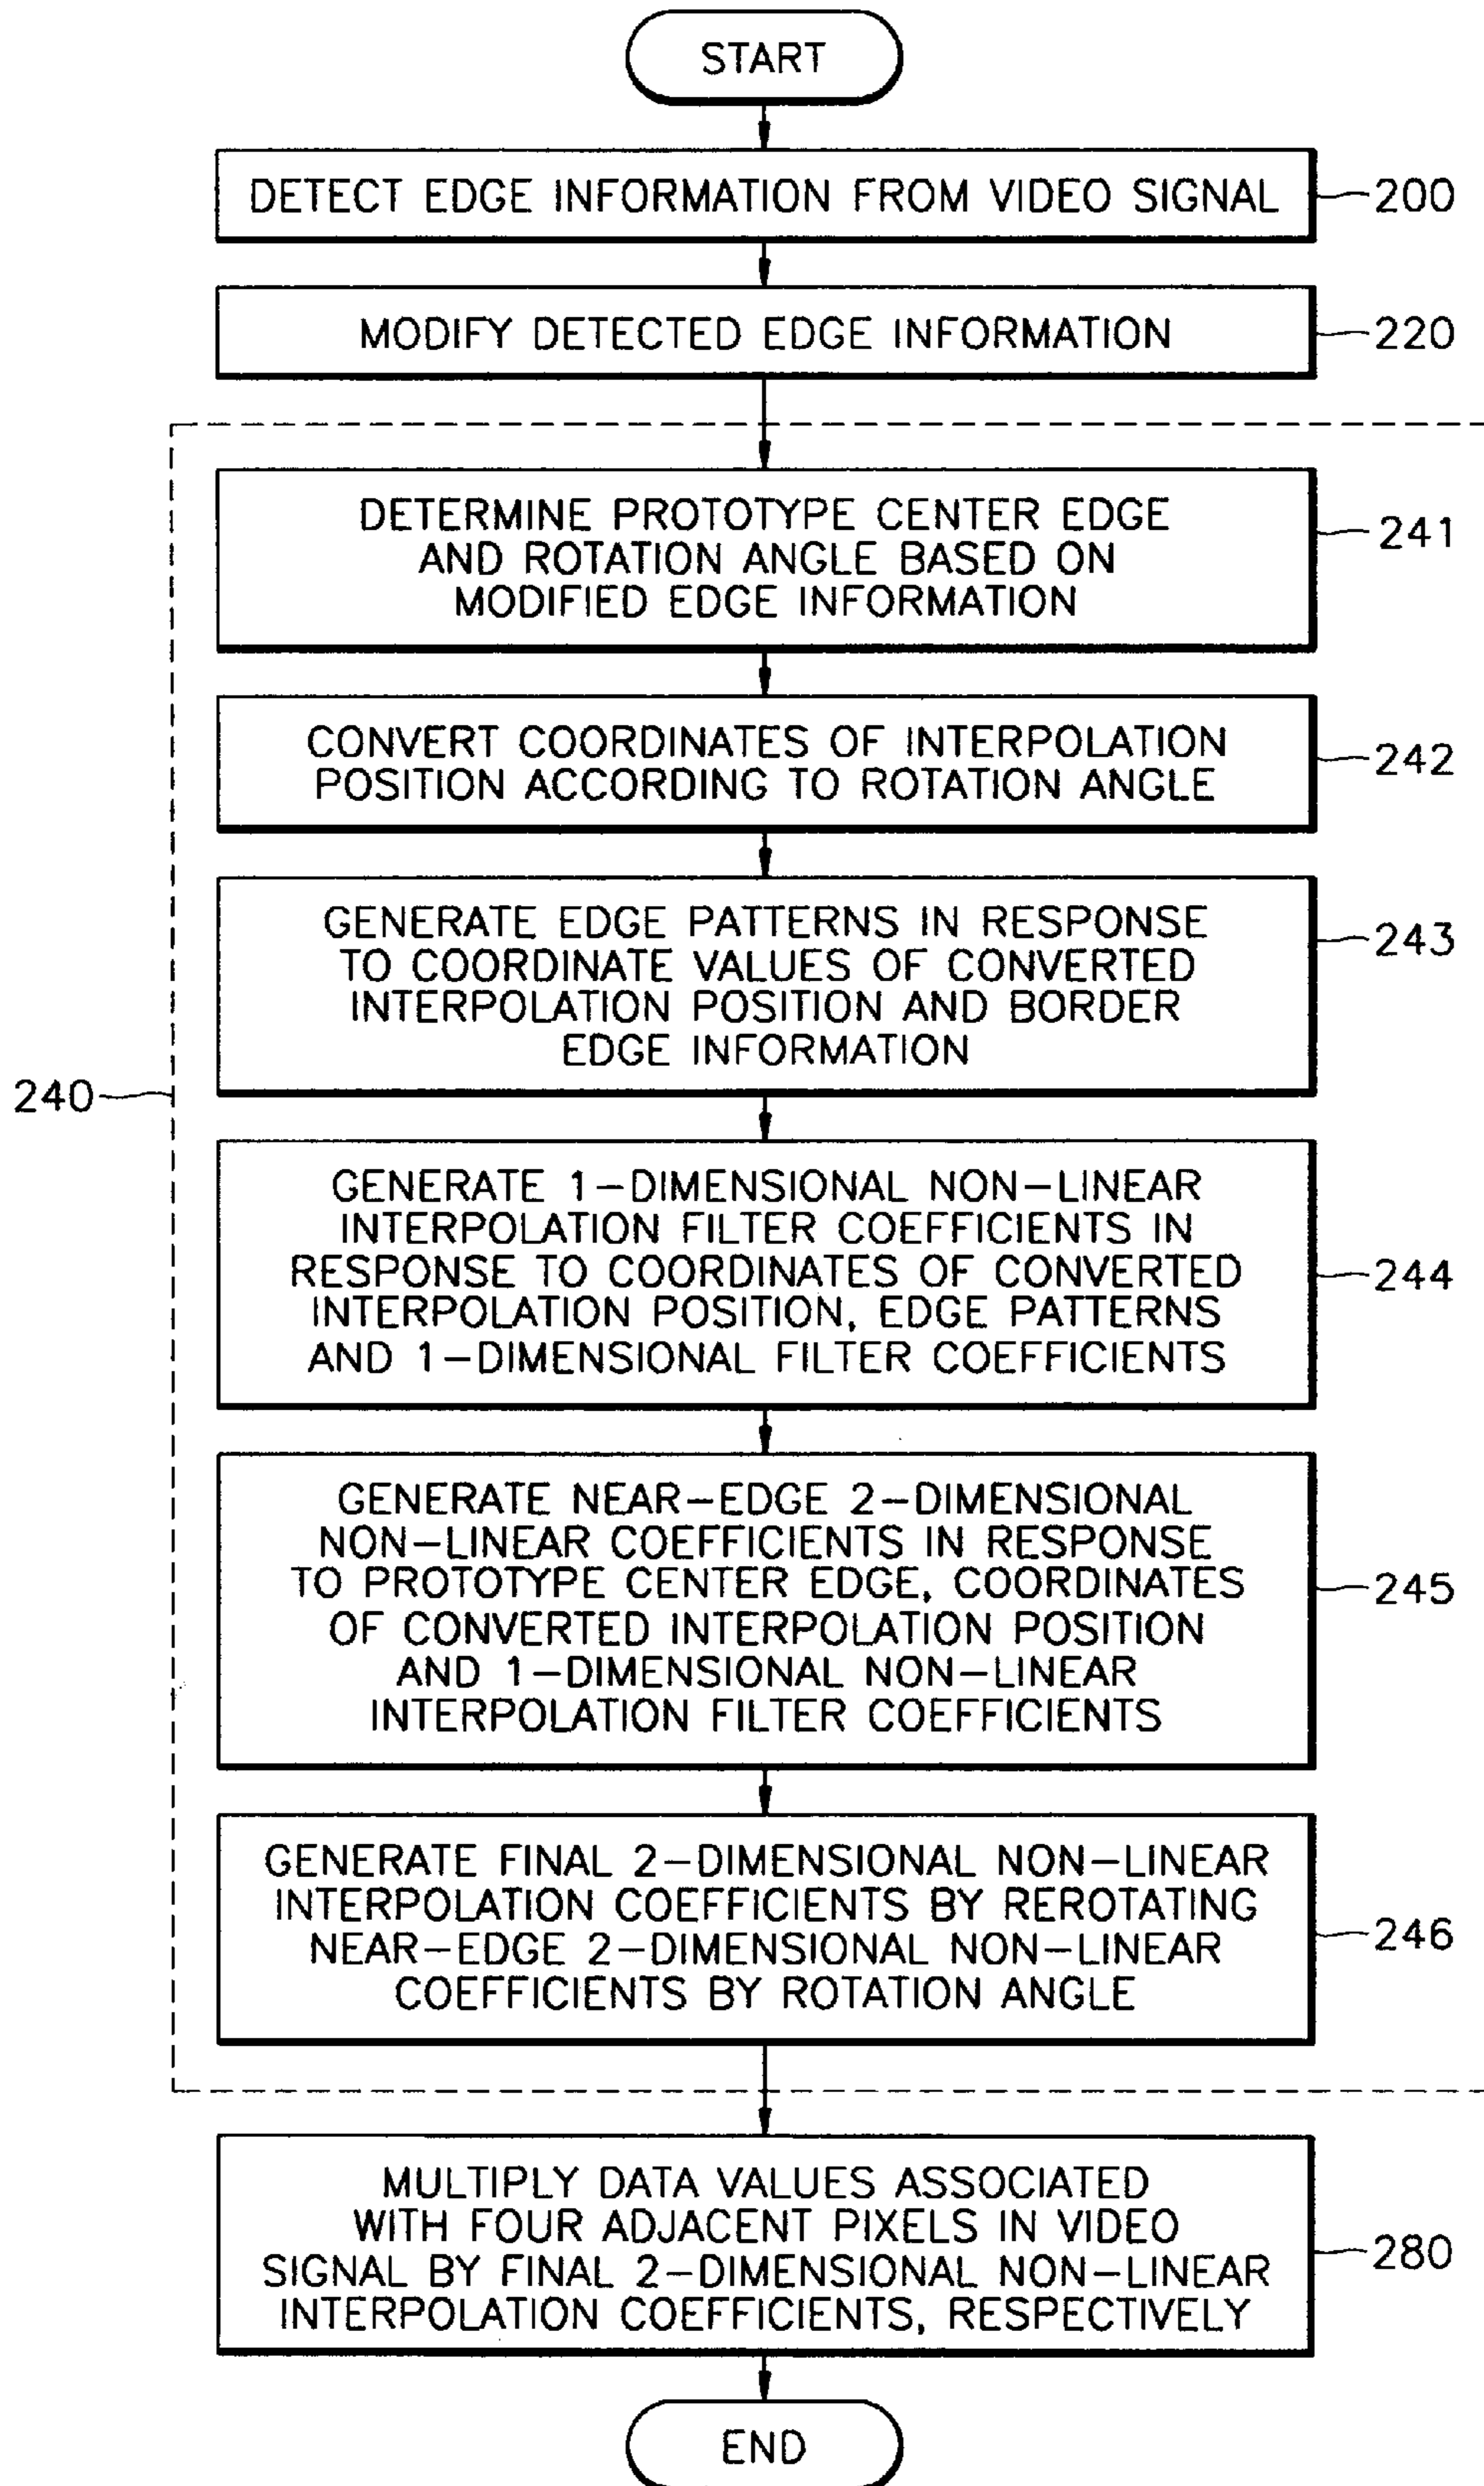 START
DETECT EDGE INFORMATION FROM VIDEO SIGNAL
200
MODIFY DETECTED EDGE INFORMATION
220
DETERMINE PROTOTYPE CENTER EDGE
AND ROTATION ANGLE BASED ON
MODIFIED EDGE INFORMATION
241
CONVERT COORDINATES OF INTERPOLATION
POSITION ACCORDING TO ROTATION ANGLE
242
GENERATE EDGE PATTERNS IN RESPONSE
TO COORDINATE VALUES OF CONVERTED
INTERPOLATION POSITION AND BORDER
EDGE INFORMATION
243
240
GENERATE 1-DIMENSIONAL NON-LINEAR
INTERPOLATION FILTER COEFFICIENTS IN
RESPONSE TO COORDINATES OF CONVERTED
INTERPOLATION POSITION, EDGE PATTERNS
AND 1-DIMENSIONAL FILTER COEFFICIENTS
244
GENERATE NEAR-EDGE 2-DIMENSIONAL
NON-LINEAR COEFFICIENTS IN RESPONSE
TO PROTOTYPE CENTER EDGE, COORDINATES
OF CONVERTED INTERPOLATION POSITION
AND 1-DIMENSIONAL NON-LINEAR
INTERPOLATION FILTER COEFFICIENTS
245
GENERATE FINAL 2-DIMENSIONAL NON-LINEAR
INTERPOLATION COEFFICIENTS BY REROTATING
NEAR-EDGE 2-DIMENSIONAL NON-LINEAR
COEFFICIENTS BY ROTATION ANGLE
246
MULTIPLY DATA VALUES ASSOCIATED
WITH FOUR ADJACENT PIXELS IN VIDEO
SIGNAL BY FINAL 2-DIMENSIONAL NON-LINEAR
INTERPOLATION COEFFICIENTS, RESPECTIVELY
280
END